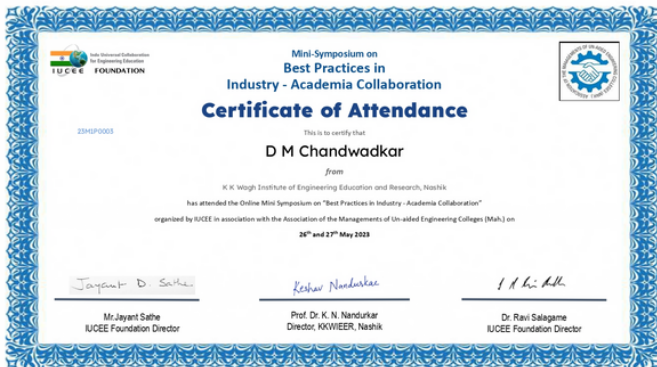 Indo Universal Collaboration
for Engineering Education
IUCEE FOUNDATION
Mini-Symposium on
Best Practices in
Industry - Academia Collaboration
Certificate of Attendance
This is to certify that
D M Chandwadkar
from
K K Wagh Institute of Engineering Education and Research, Nashik
has attended the Online Mini Symposium on "Best Practices in Industry - Academia Collaboration"
organized by IUCEE in association with the Association of the Managements of Un-aided Engineering Colleges (Mah.) on
26th and 27th May 2023
Jayant D. Sathe
Keshav Nandurkar
Mr.Jayant Sathe
IUCEE Foundation Director
Prof. Dr. K. N. Nandurkar
Director, KKWIEER, Nashik
Dr. Ravi Salagame
IUCEE Foundation Director